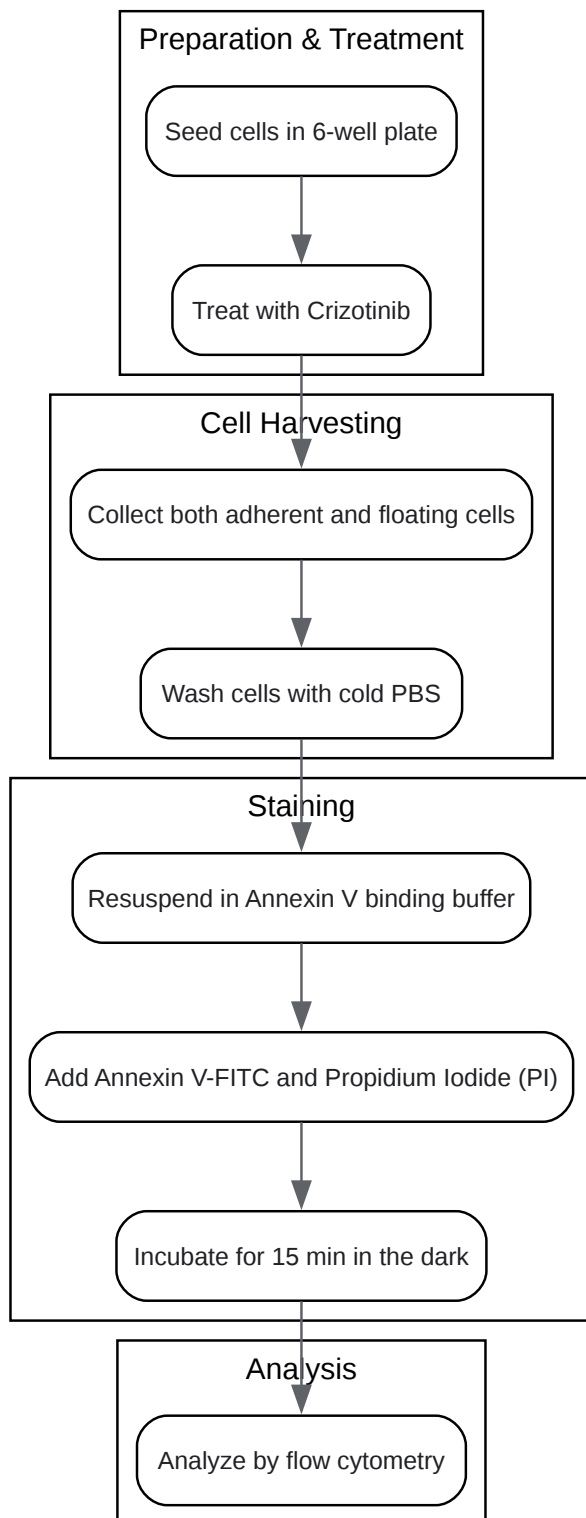 Preparation & Treatment
Seed cells in 6-well plate
Treat with Crizotinib
Cell Harvesting
Collect both adherent and floating cells
Wash cells with cold PBS
Staining
Resuspend in Annexin V binding buffer
Add Annexin V-FITC and Propidium Iodide (PI)
Incubate for 15 min in the dark
Analysis
Analyze by flow cytometry